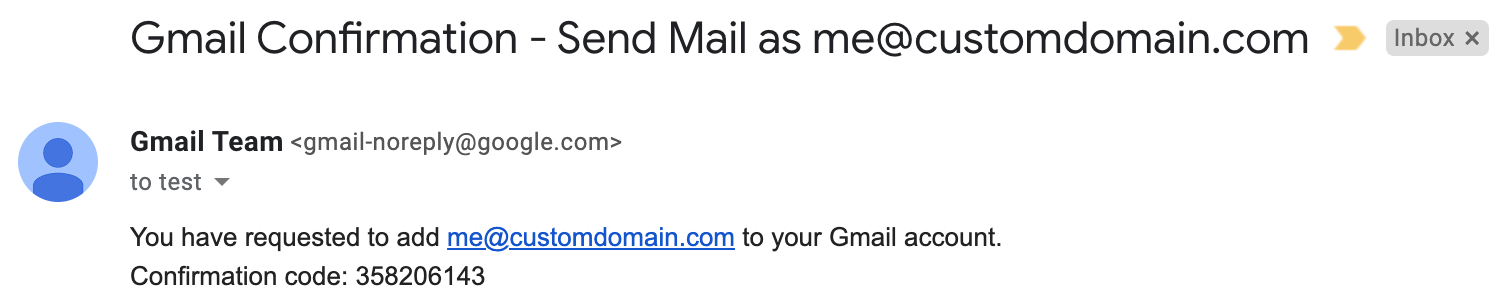 Gmail Confirmation - Send Mail as me@customdomain.com Inbox ×
Gmail Team <gmail-noreply@google.com>
to test
You have requested to add me@customdomain.com to your Gmail account.
Confirmation code: 358206143